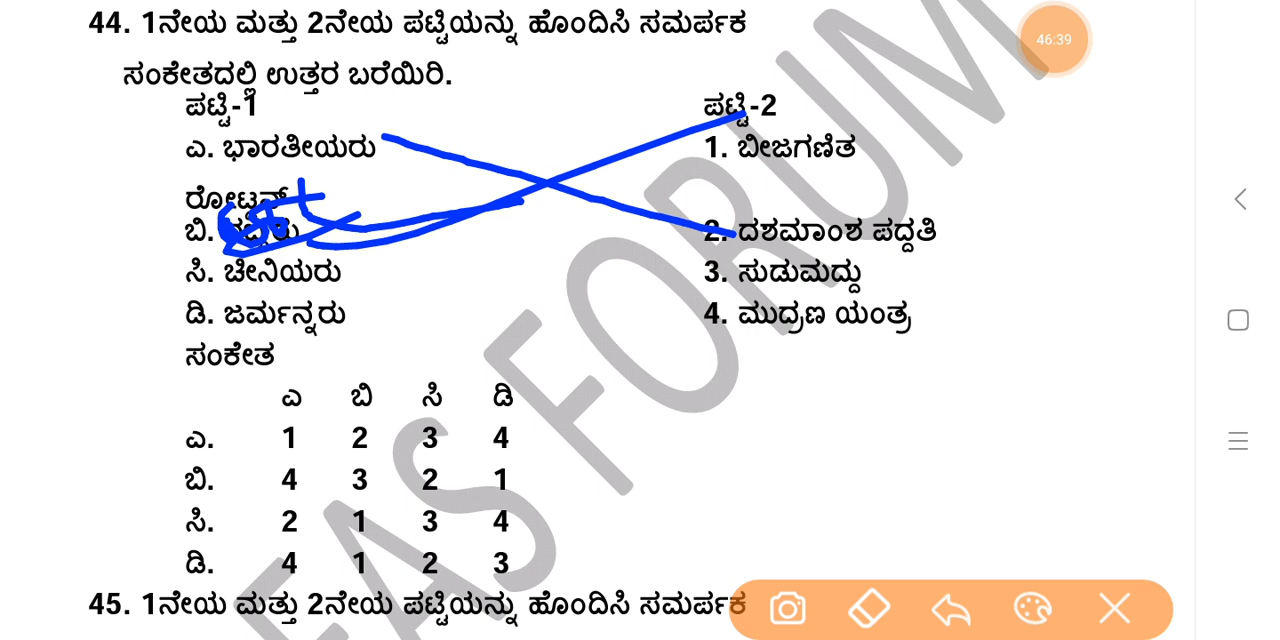 44. 1ನೇಯ ಮತ್ತು 2ನೇಯ ಪಟ್ಟಿಯನ್ನು ಹೊಂದಿಸಿ ಸಮರ್ಪಕ
46:39
ಸಂಕೇತದಲ್ಲಿ ಉತ್ತರ ಬರೆಯಿರಿ.
ಪಟ್ಟಿ-1 ಪಟ್ಟಿ-2
ಎ. ಭಾರತೀಯರು 1. ಬೀಜಗಣಿತ
ರೋಟ್ಟನ್
ಬಿ. 2. ದಶಮಾಂಶ ಪದ್ದತಿ
ಸಿ. ಚೀನಿಯರು 3. ಸುಡುಮದ್ದು
ಡಿ. ಜರ್ಮನ್ನರು 4. ಮುದ್ರಣ ಯಂತ್ರ
ಸಂಕೇತ
ಎ ಬಿ ಸಿ ಡಿ
ಎ. 1 2 3 4
ಬಿ. 4 3 2 1
ಸಿ. 2 1 3 4
ಡಿ. 4 1 2 3
45. 1ನೇಯ ಮತ್ತು 2ನೇಯ ಪಟ್ಟಿಯನ್ನು ಹೊಂದಿಸಿ ಸಮರ್ಪಕ
EAS FORUM